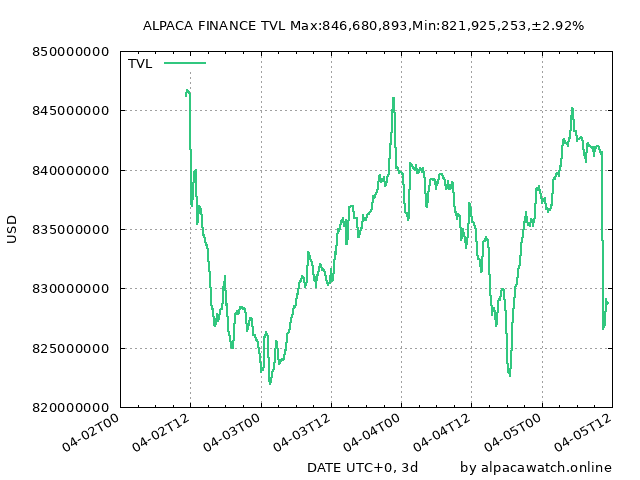 ALPACA FINANCE TVL Max:846,680,893,Min:821,925,253,±2.92%
850000000
TVL
845000000
840000000
835000000
USD
830000000
825000000
820000000
04-02T00
04-02T12
04-03T00
04-03T12
04-04T00
04-04T12
04-05T00
04-05T12
DATE UTC+0, 3d
by alpacawatch.online